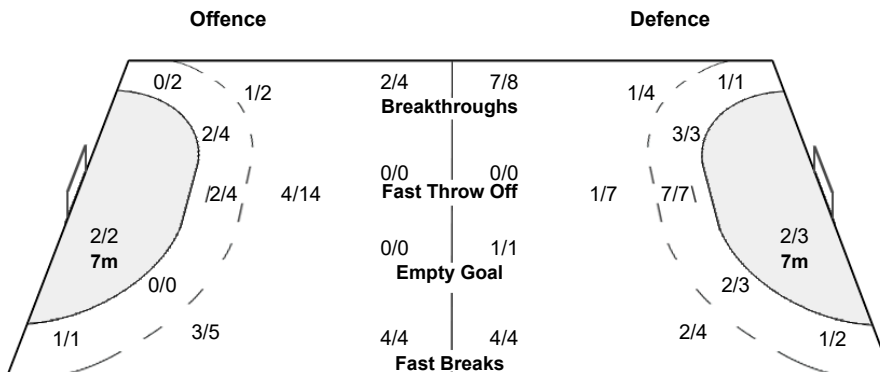 Offence Defence
0/2 1/2 2/4 7/8 1/4 1/1
Breakthroughs
2/4 3/3
0/0 0/0
2/4 4/14 Fast Throw Off 1/7 7/7
2/2 0/0 1/1 2/3
7m Empty Goal 7m
0/0 2/3
1/1 3/5 4/4 4/4 2/4 1/2
Fast Breaks